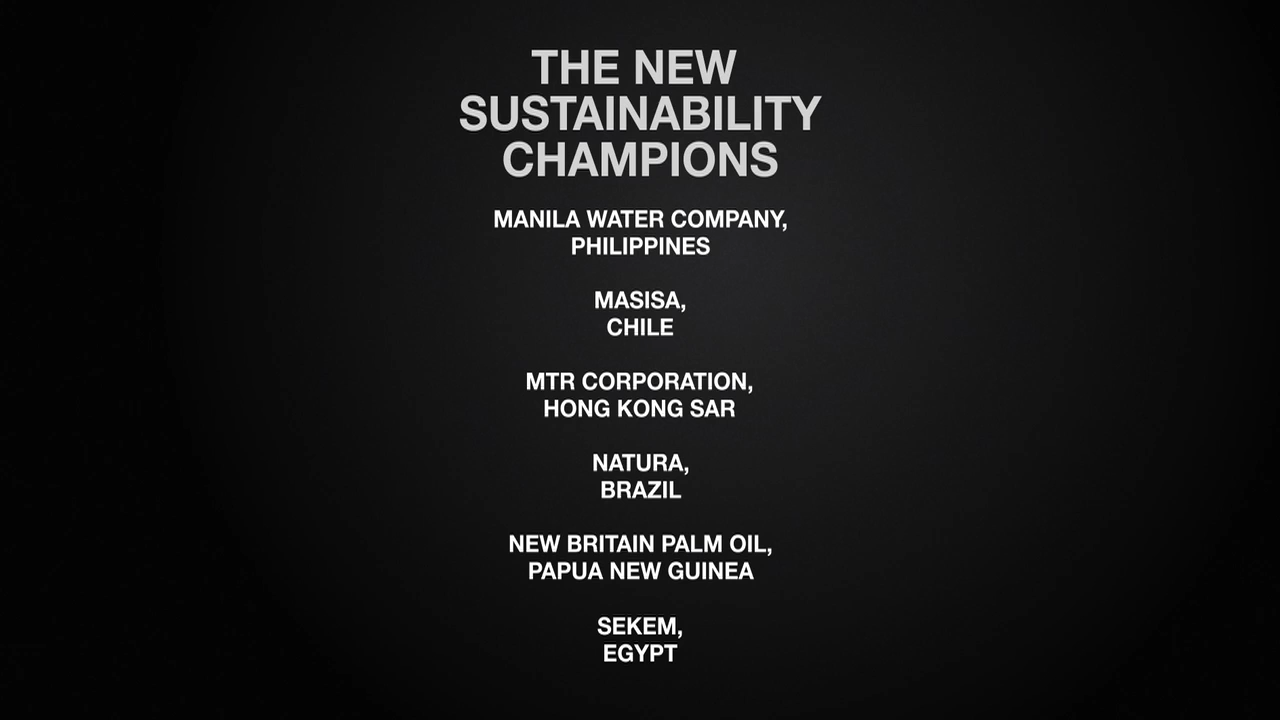 THE NEW
SUSTAINABILITY
CHAMPIONS
MANILA WATER COMPANY,
PHILIPPINES
MASISA,
CHILE
MTR CORPORATION,
HONG KONG SAR
NATURA,
BRAZIL
NEW BRITAIN PALM OIL,
PAPUA NEW GUINEA
SEKEM,
EGYPT